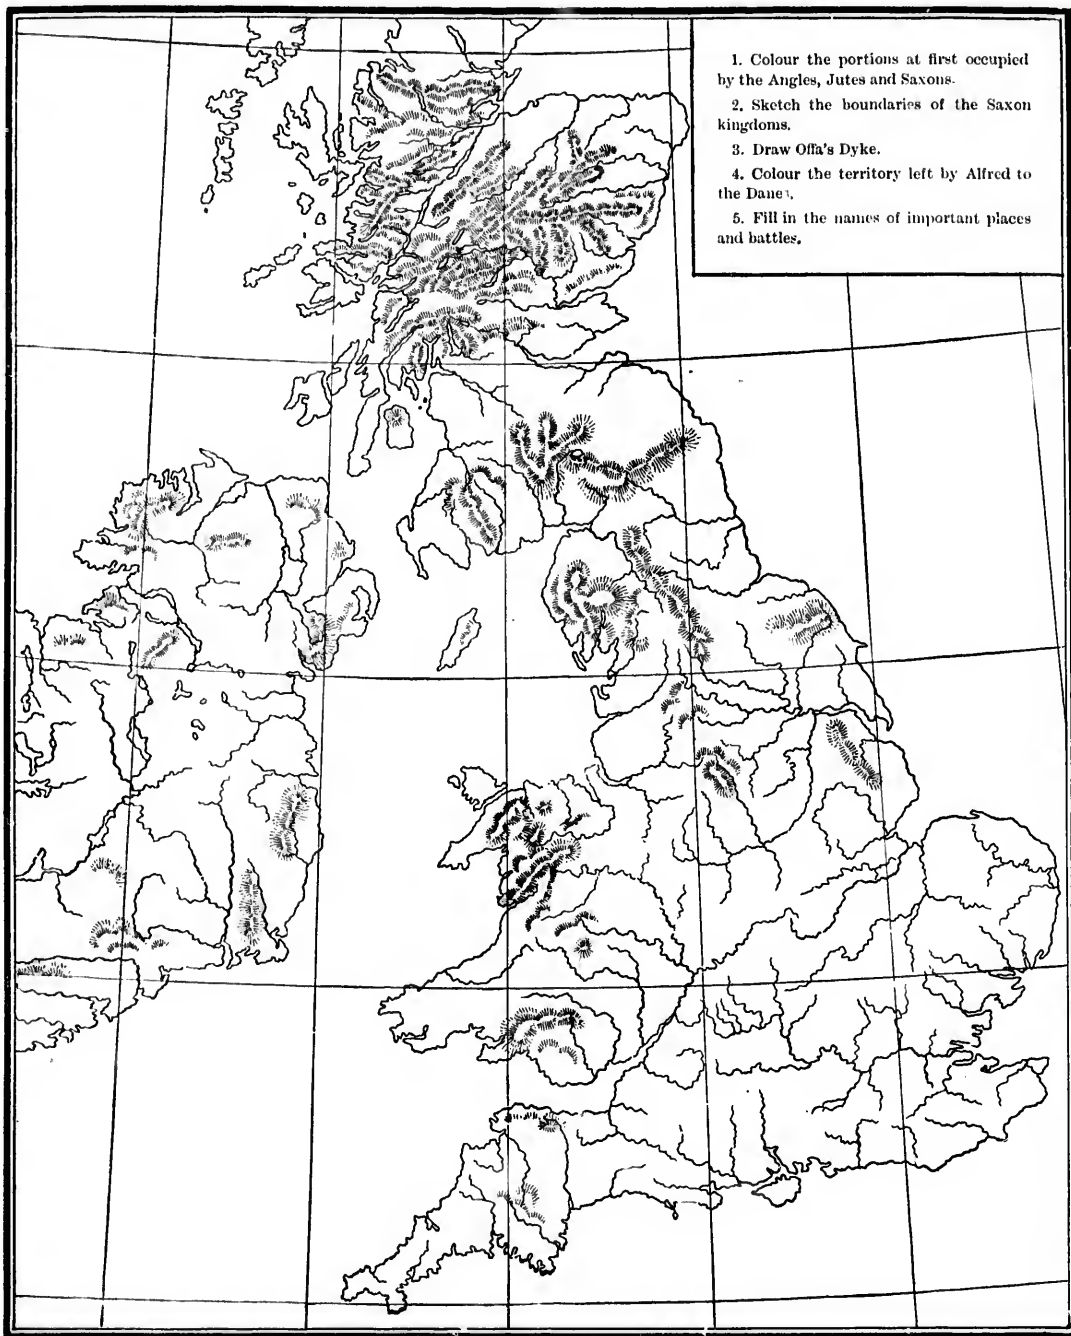 1. Colour the portions at first occupied
by the Angles, Jutes and Saxons.
2. Sketch the boundaries of the Saxon
kingdoms.
3. Draw Offa's Dyke.
4. Colour the territory left by Alfred to
the Danes,
5. Fill in the names of important places
and battles.